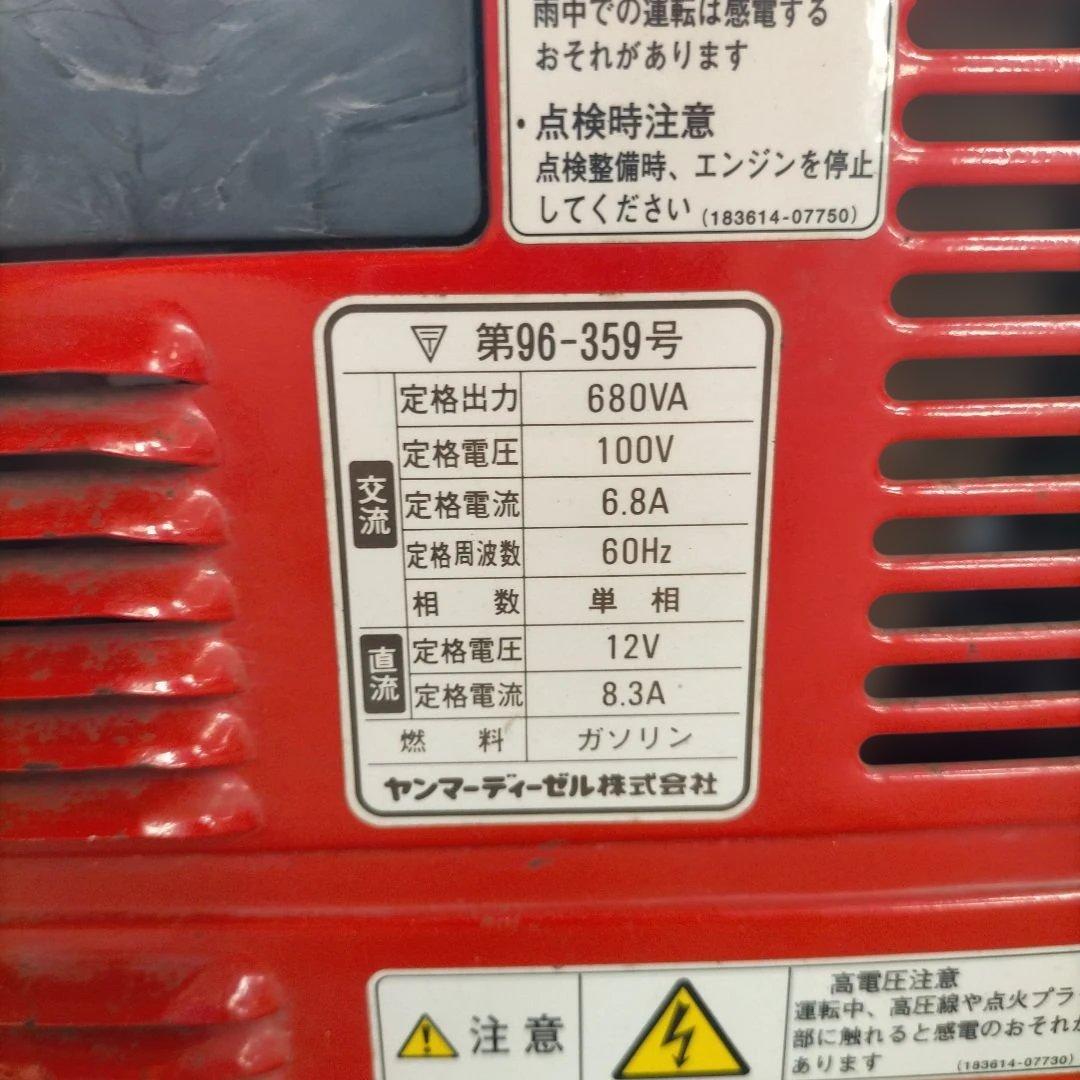 雨中での運転は感電する
おそれがあります
・点検時注意
点検整備時、エンジンを停止
してください (183614-07750)
〒 第96-359号
交流
定格出力 680VA
定格電圧 100V
定格電流 6.8A
定格周波数 60Hz
相数 単相
直流
定格電圧 12V
定格電流 8.3A
燃料 ガソリン
ヤンマーディーゼル株式会社
注意
高電圧注意
運転中、高圧線や点火プラ
部に触れると感電のおそれが
あります (183614-07730)